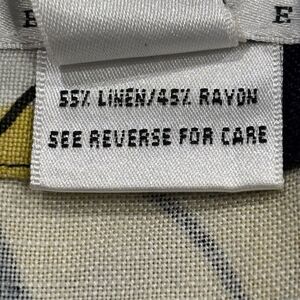 E
E
55% LINEN/45% RAYON
SEE REVERSE FOR CARE